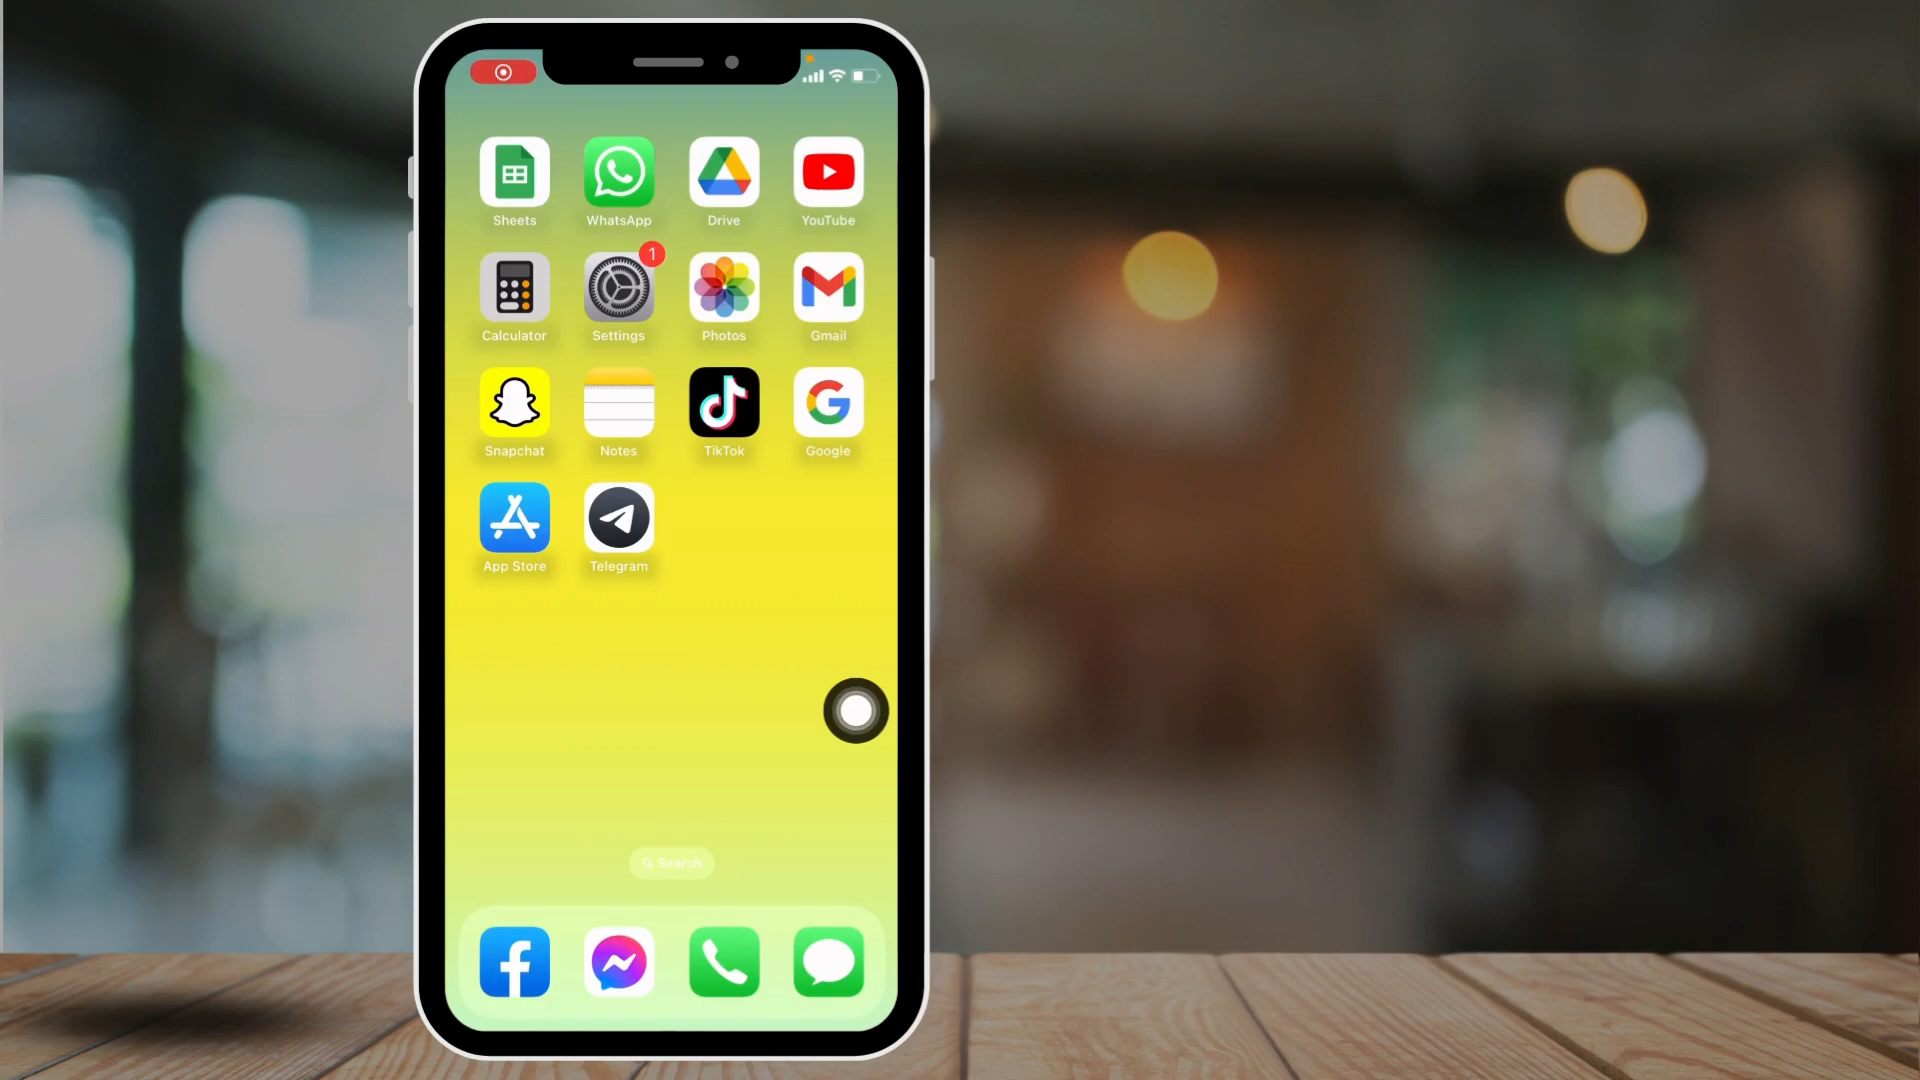 Sheets WhatsApp Drive YouTube
1
Calculator Settings Photos Gmail
Snapchat Notes TikTok Google
App Store Telegram
Search